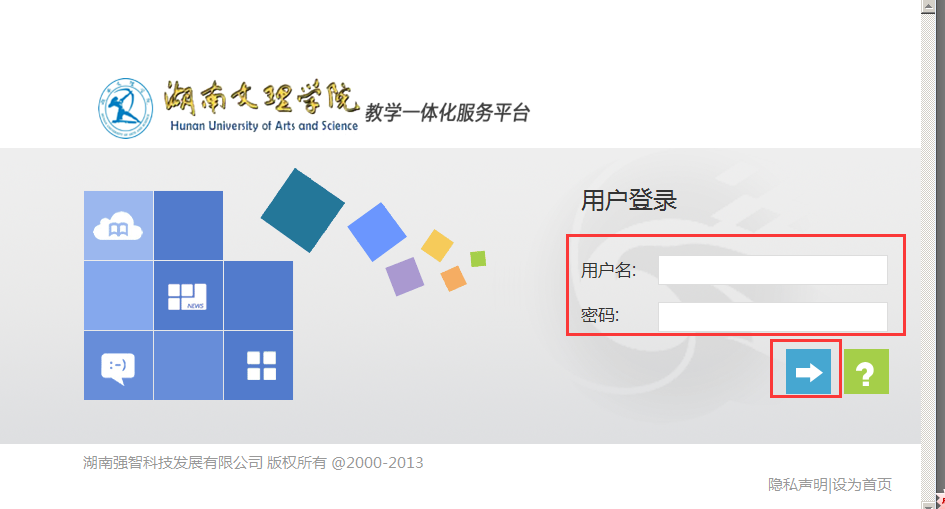 湖南文理学院
Hunan University of Arts and Science
教学一体化服务平台
用户登录
用户名:
密码:
NEWS
:-)
?
湖南强智科技发展有限公司 版权所有 @2000-2013
隐私声明|设为首页